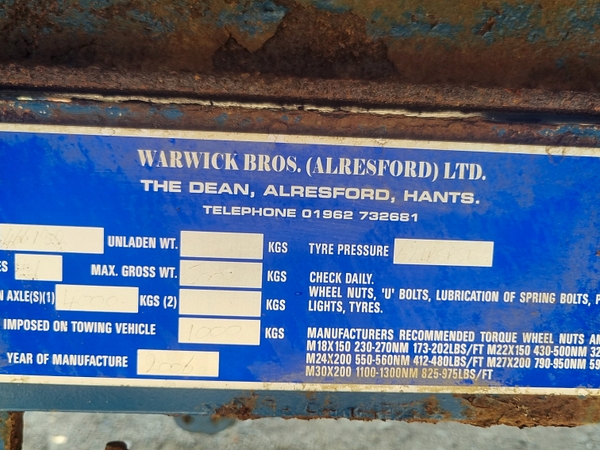 WARWICK BROS. (ALRESFORD) LTD.
THE DEAN, ALRESFORD, HANTS.
TELEPHONE 01962 732681
UNLADEN WT. KGS TYRE PRESSURE
MAX. GROSS WT. KGS
CHECK DAILY.
AXLE(S)(1) KGS (2) KGS
WHEEL NUTS, 'U' BOLTS, LUBRICATION OF SPRING BOLTS,
LIGHTS, TYRES.
IMPOSED ON TOWING VEHICLE 1000 KGS
MANUFACTURERS RECOMMENDED TORQUE WHEEL NUTS
M18X150 230-270NM 173-202LBS/FT M22X150 430-500NM
YEAR OF MANUFACTURE
M24X200 550-560NM 412-480LBS/FT M27X200 790-950NM
M30X200 1100-1300NM 825-975LBS/FT